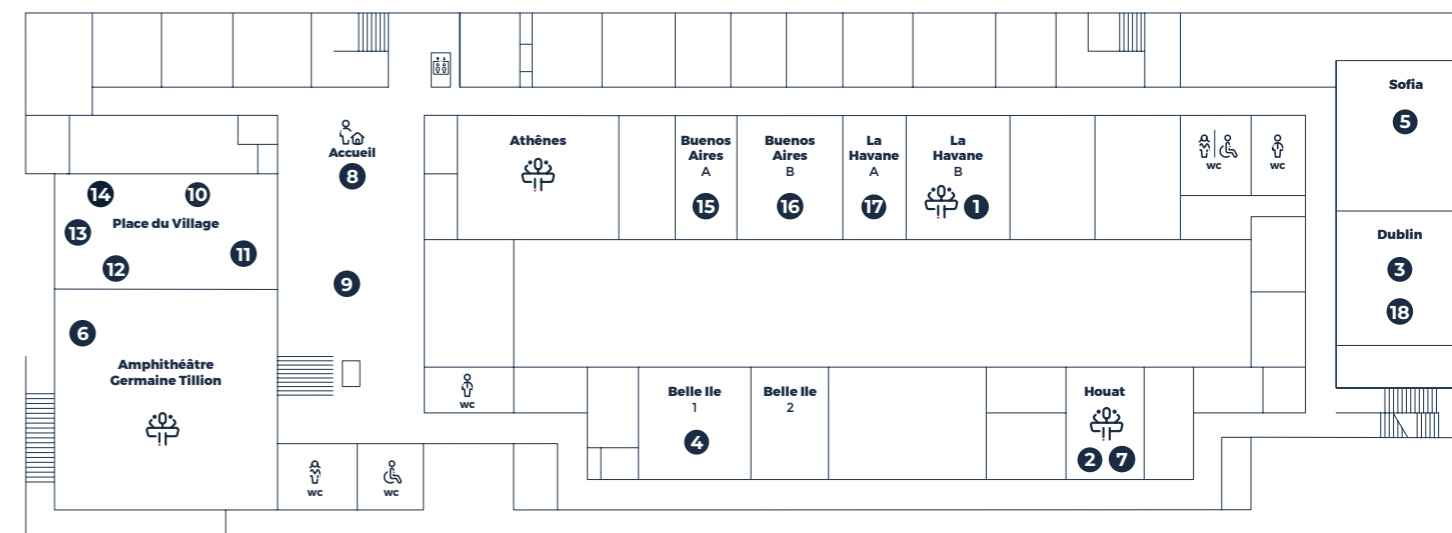 Accueil
8
Athênes
Buenos
Aires
A
15
Buenos
Aires
B
16
La
Havane
A
17
La
Havane
B
1
wc
wc
Sofia
5
14
10
Place du Village
13
12
11
9
Dublin
3
18
6
Amphithéâtre
Germaine Tillion
wc
Belle Ile
1
4
Belle Ile
2
Houat
2 7
wc
wc